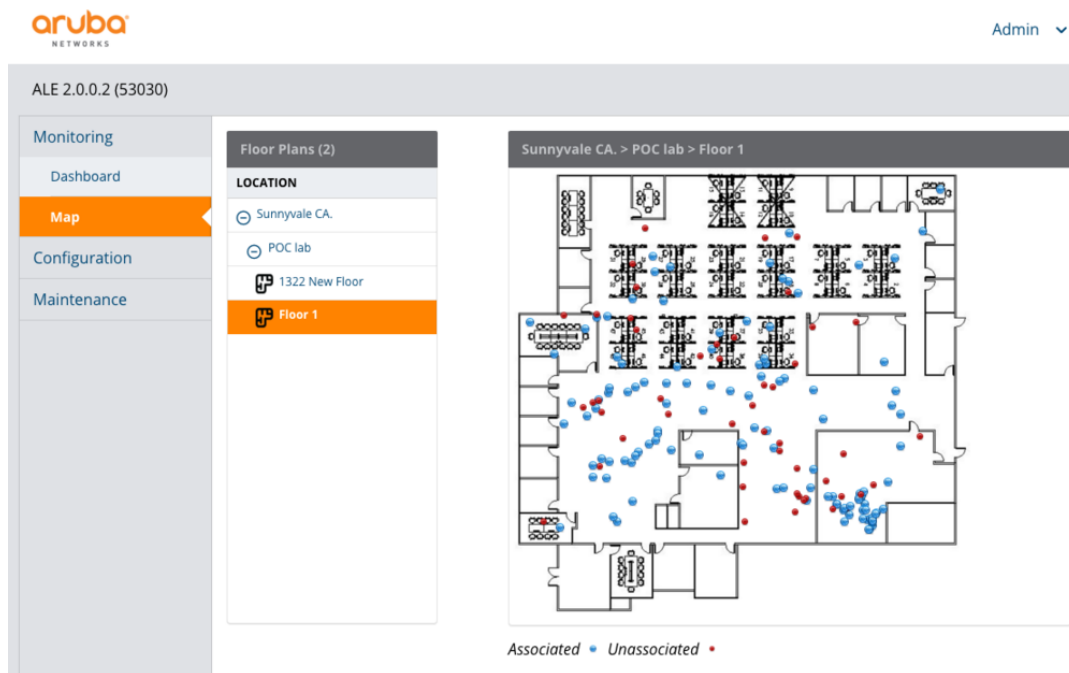 aruba
NETWORKS
Admin
ALE 2.0.0.2 (53030)
Monitoring
Dashboard
Map
Configuration
Maintenance
Floor Plans (2)
LOCATION
Sunnyvale CA.
POC lab
1322 New Floor
Floor 1
Sunnyvale CA. > POC lab > Floor 1
Associated
Unassociated